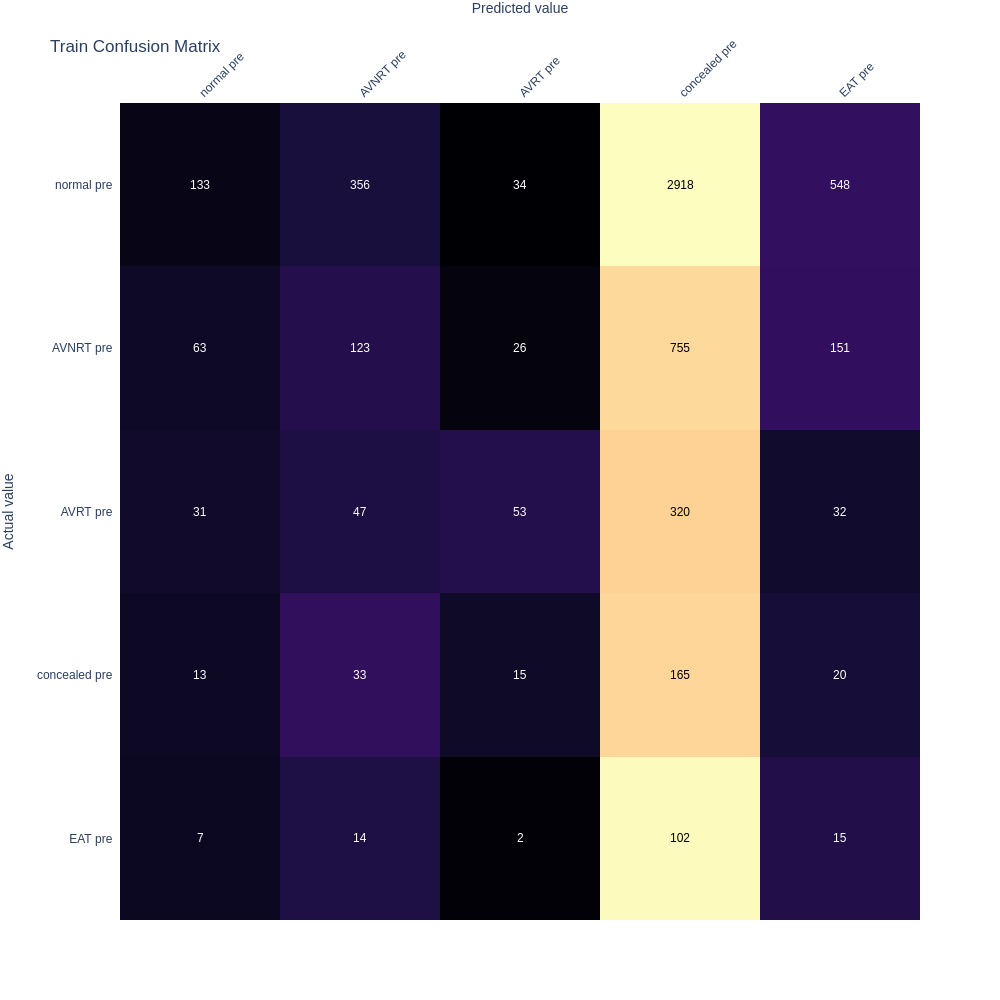 Predicted value
Train Confusion Matrix
normal pre AVNRT pre AVRT pre concealed pre EAT pre
normal pre 133 356 34 2918 548
AVNRT pre 63 123 26 755 151
Actual value
AVRT pre 31 47 53 320 32
concealed pre 13 33 15 165 20
EAT pre 7 14 2 102 15